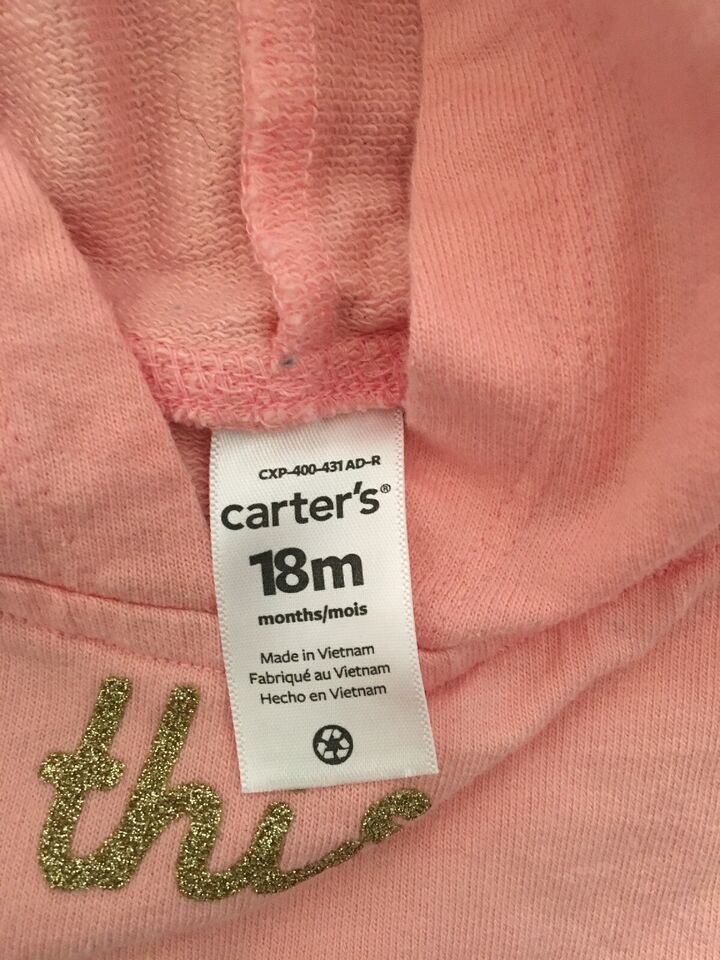 CXP-400-431 AD-R
carter's®
18m
months/mois
Made in Vietnam
Fabriqué au Vietnam
Hecho en Vietnam